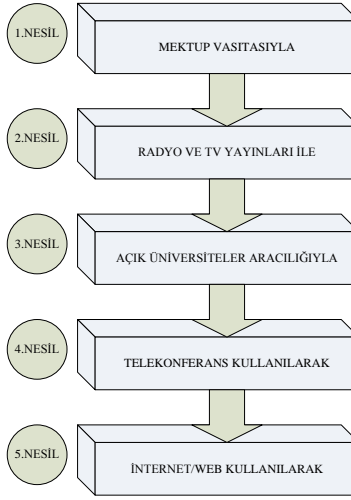 1.NESİL
MEKTUP VASITASIYLA
2.NESİL
RADYO VE TV YAYINLARI İLE
3.NESİL
AÇIK ÜNİVERSİTELER ARACILIĞIYLA
4.NESİL
TELEKONFERANS KULLANILARAK
5.NESİL
İNTERNET/WEB KULLANILARAK